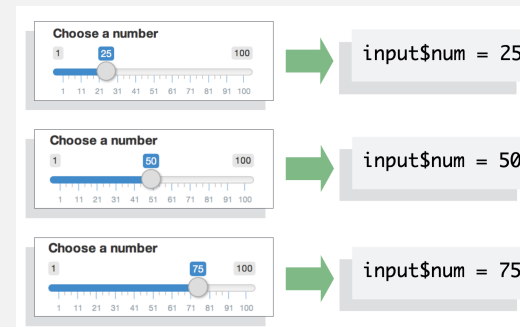 Choose a number
1 25 100
1 11 21 31 41 51 61 71 81 91 100
input$num = 25
Choose a number
1 50 100
1 11 21 31 41 51 61 71 81 91 100
input$num = 50
Choose a number
1 75 100
1 11 21 31 41 51 61 71 81 91 100
input$num = 75